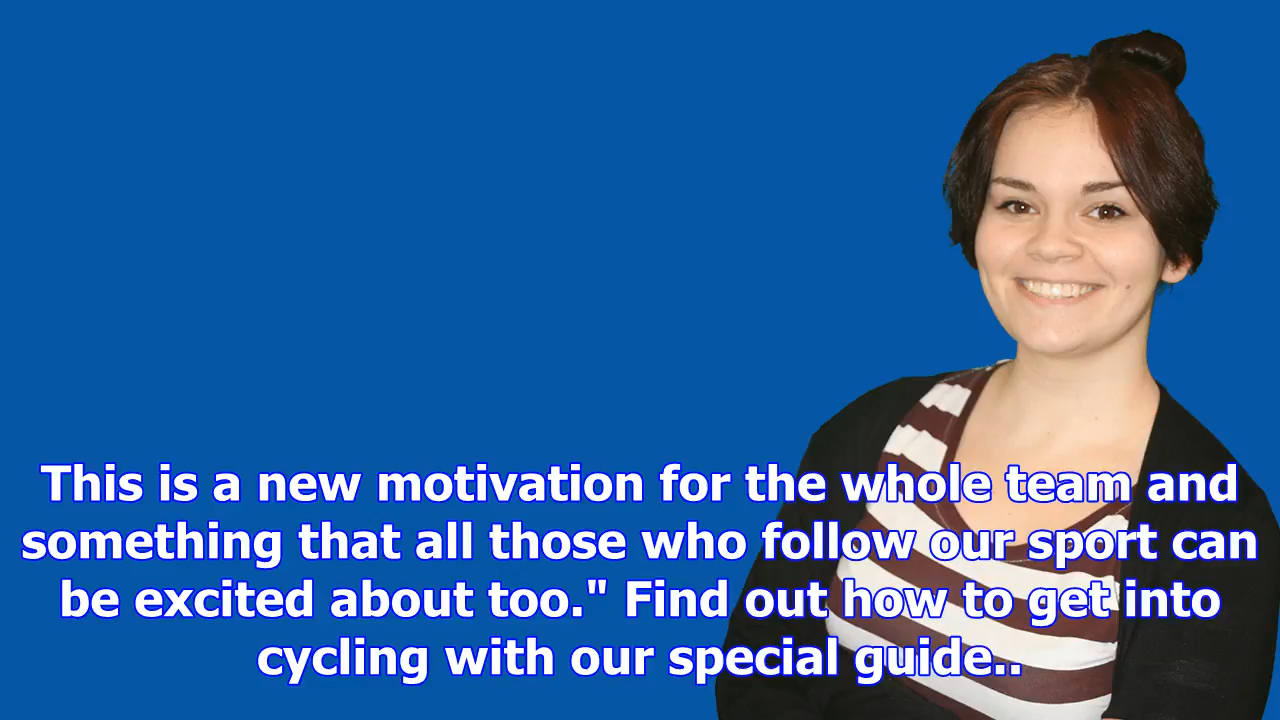 This is a new motivation for the whole team and
something that all those who follow our sport can
be excited about too." Find out how to get into
cycling with our special guide..